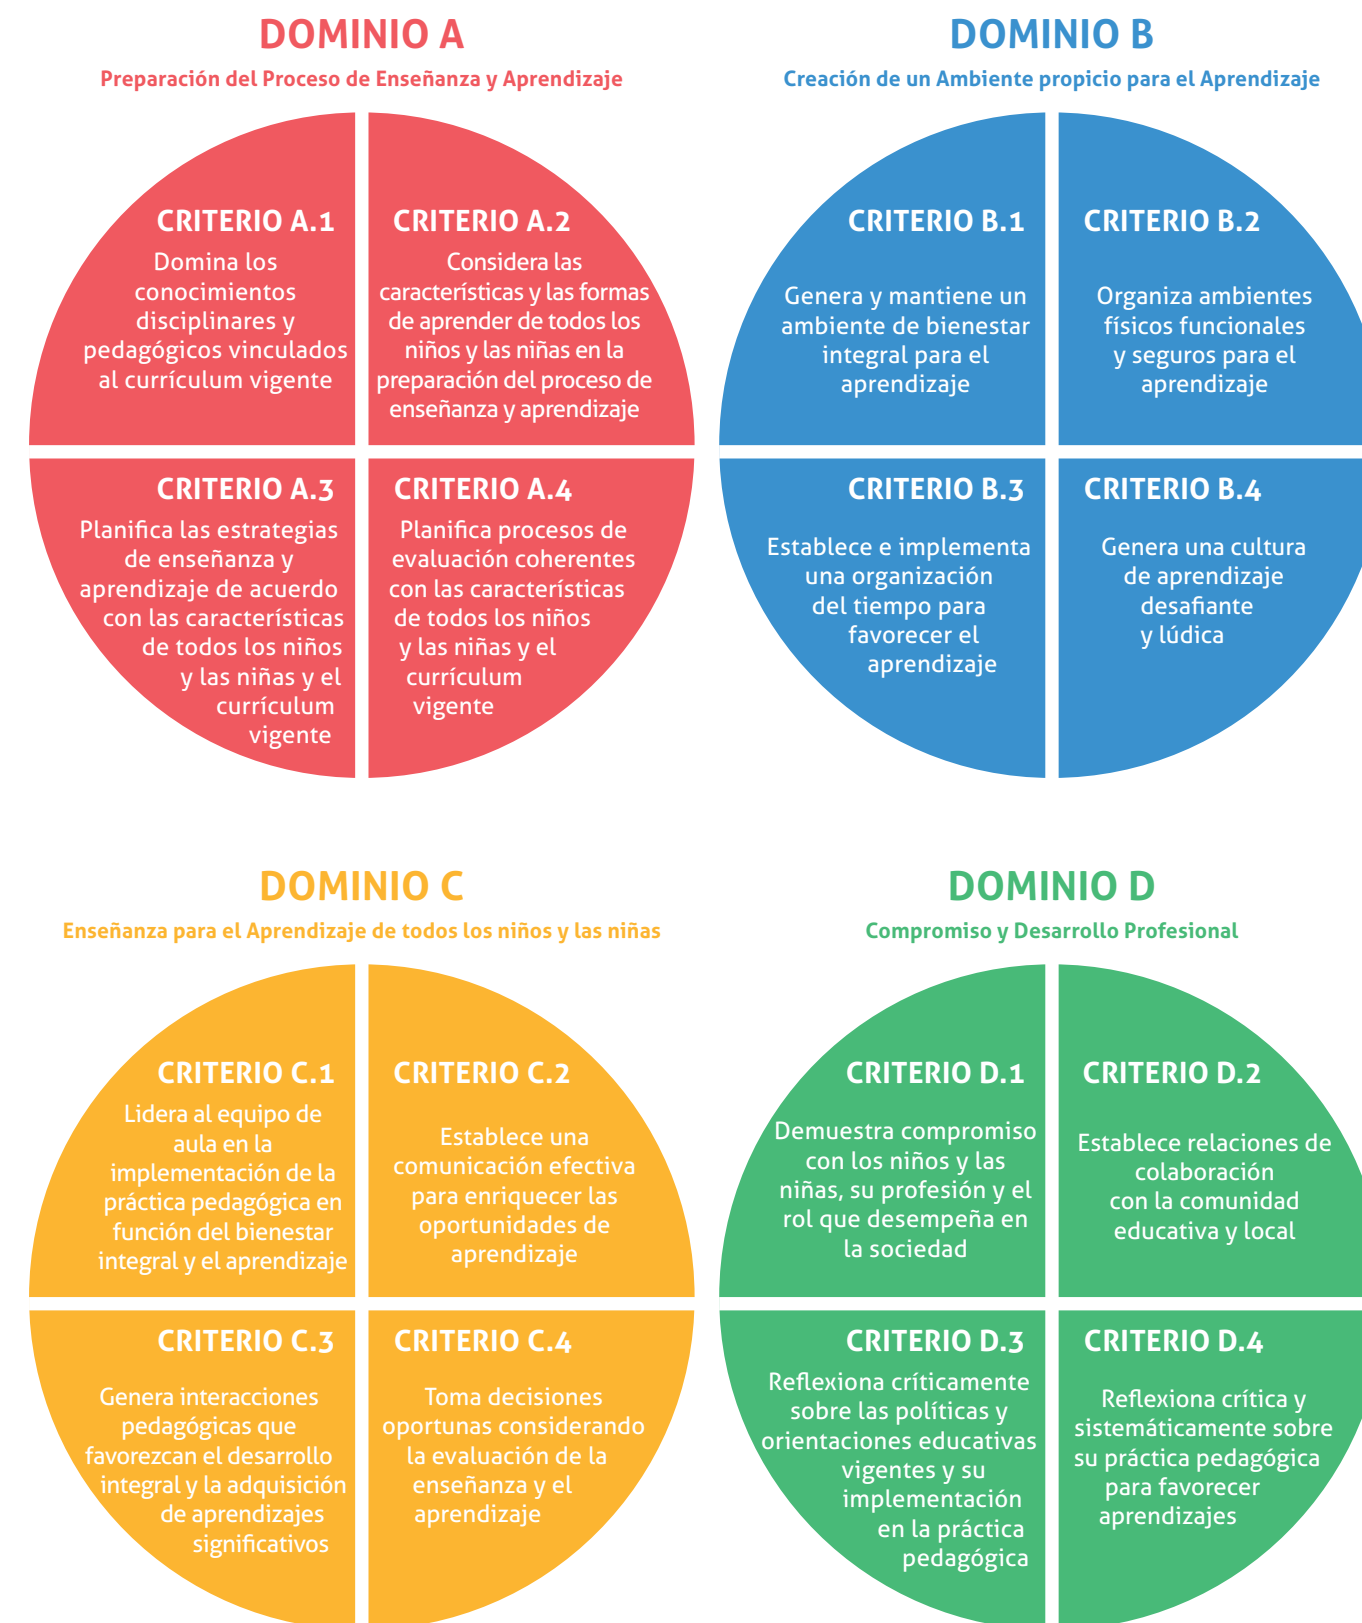 DOMINIO A
Preparación del Proceso de Enseñanza y Aprendizaje
CRITERIO A.1
Domina los
conocimientos
disciplinares y
pedagógicos vinculados
al currículum vigente
CRITERIO A.2
Considera las
características y las formas
de aprender de todos los
niños y las niñas en la
preparación del proceso de
enseñanza y aprendizaje
CRITERIO A.3
Planifica las estrategias
de enseñanza y
aprendizaje de acuerdo
con las características
de todos los niños
y las niñas y el
currículum
vigente
CRITERIO A.4
Planifica procesos de
evaluación coherentes
con las características
de todos los niños
y las niñas y el
currículum
vigente
DOMINIO B
Creación de un Ambiente propicio para el Aprendizaje
CRITERIO B.1
Genera y mantiene un
ambiente de bienestar
integral para el
aprendizaje
CRITERIO B.2
Organiza ambientes
físicos funcionales
y seguros para el
aprendizaje
CRITERIO B.3
Establece e implementa
una organización
del tiempo para
favorecer el
aprendizaje
CRITERIO B.4
Genera una cultura
de aprendizaje
desafiante
y lúdica
DOMINIO C
Enseñanza para el Aprendizaje de todos los niños y las niñas
CRITERIO C.1
Lidera al equipo de
aula en la
implementación de la
práctica pedagógica en
función del bienestar
integral y el aprendizaje
CRITERIO C.2
Establece una
comunicación efectiva
para enriquecer las
oportunidades de
aprendizaje
CRITERIO C.3
Genera interacciones
pedagógicas que
favorezcan el desarrollo
integral y la adquisición
de aprendizajes
significativos
CRITERIO C.4
Toma decisiones
oportunas considerando
la evaluación de la
enseñanza y el
aprendizaje
DOMINIO D
Compromiso y Desarrollo Profesional
CRITERIO D.1
Demuestra compromiso
con los niños y las
niñas, su profesión y el
rol que desempeña en
la sociedad
CRITERIO D.2
Establece relaciones de
colaboración
con la comunidad
educativa y local
CRITERIO D.3
Reflexiona críticamente
sobre las políticas y
orientaciones educativas
vigentes y su
implementación
en la práctica
pedagógica
CRITERIO D.4
Reflexiona crítica y
sistemáticamente sobre
su práctica pedagógica
para favorecer
aprendizajes